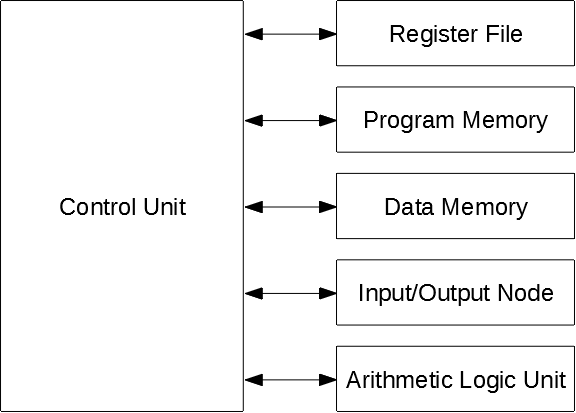 Control Unit
Register File
Program Memory
Data Memory
Input/Output Node
Arithmetic Logic Unit